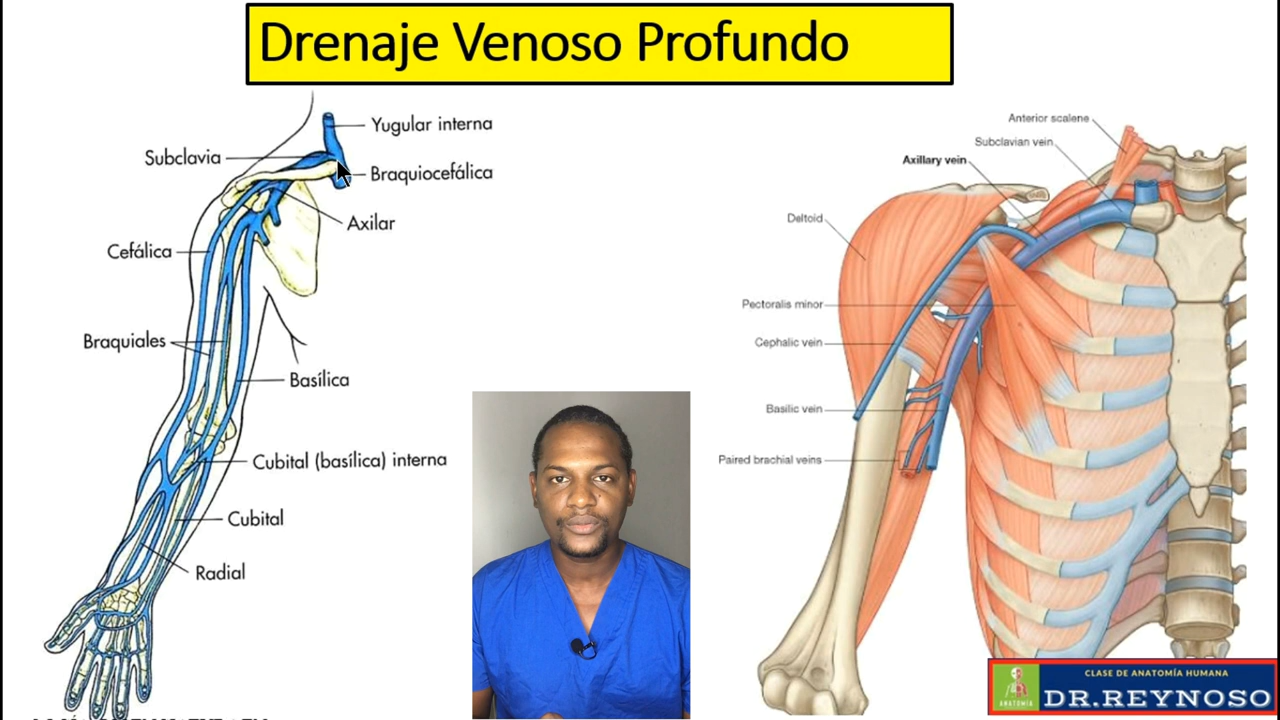 Drenaje Venoso Profundo
Yugular interna
Subclavia
Braquiocefálica
Axilar
Cefálica
Braquiales
Basílica
Cubital (basílica) interna
Cubital
Radial
Anterior scalene
Subclavian vein
Axillary vein
Deltoid
Pectoralis minor
Cephalic vein
Basilic vein
Paired brachial veins
ANATOMÍA
CLASE DE ANATOMÍA HUMANA
DR.REYNOSO